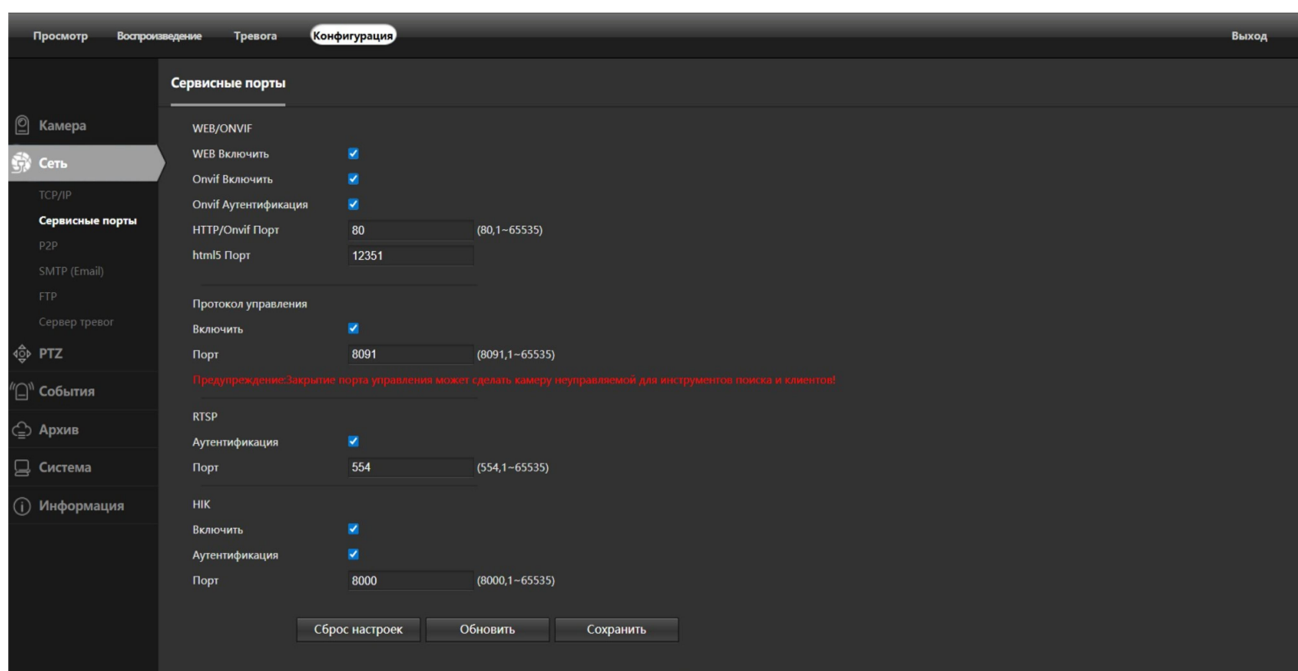 Просмотр Воспроизведение Тревога Конфигурация Выход
Сервисные порты
Камера
Сеть
TCP/IP
Сервисные порты
P2P
SMTP (Email)
FTP
Сервер тревог
PTZ
События
Архив
Система
Информация
WEB/ONVIF
WEB Включить
Onvif Включить
Onvif Аутентификация
HTTP/Onvif Порт 80 (80,1~65535)
html5 Порт 12351
Протокол управления
Включить
Порт 8091 (8091,1~65535)
Предупреждение:Закрытие порта управления может сделать камеру неуправляемой для инструментов поиска и клиентов!
RTSP
Аутентификация
Порт 554 (554,1~65535)
HIK
Включить
Аутентификация
Порт 8000 (8000,1~65535)
Сброс настроек Обновить Сохранить